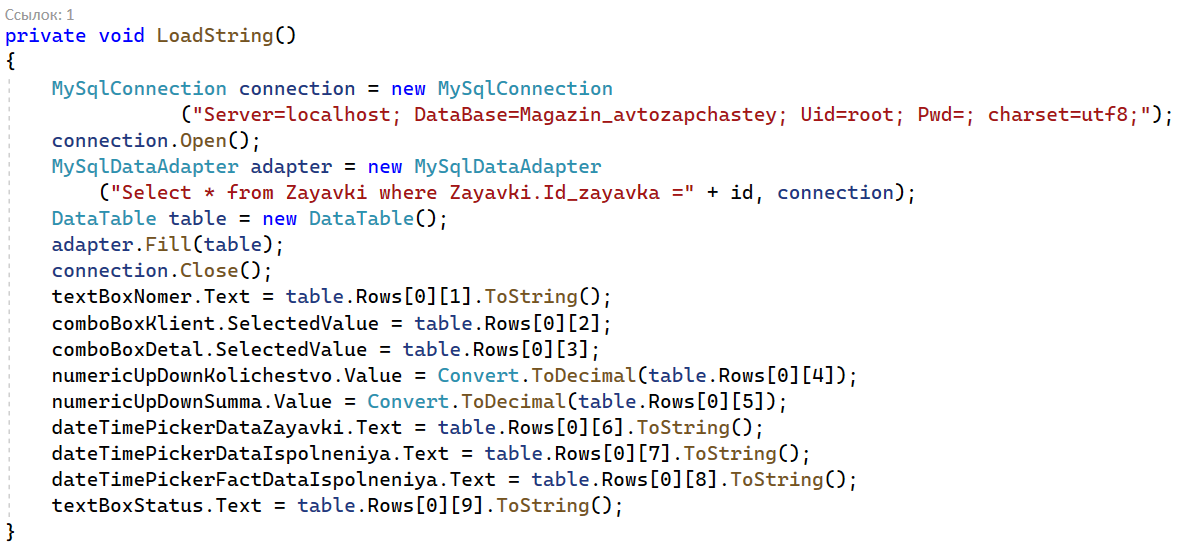 Ссылок: 1
private void LoadString()
{
    MySqlConnection connection = new MySqlConnection
            ("Server=localhost; DataBase=Magazin_avtozapchastey; Uid=root; Pwd=; charset=utf8;");
    connection.Open();
    MySqlDataAdapter adapter = new MySqlDataAdapter
        ("Select * from Zayavki where Zayavki.Id_zayavka =" + id, connection);
    DataTable table = new DataTable();
    adapter.Fill(table);
    connection.Close();
    textBoxNomer.Text = table.Rows[0][1].ToString();
    comboBoxKlient.SelectedValue = table.Rows[0][2];
    comboBoxDetal.SelectedValue = table.Rows[0][3];
    numericUpDownKolichestvo.Value = Convert.ToDecimal(table.Rows[0][4]);
    numericUpDownSumma.Value = Convert.ToDecimal(table.Rows[0][5]);
    dateTimePickerDataZayavki.Text = table.Rows[0][6].ToString();
    dateTimePickerDataIspolneniya.Text = table.Rows[0][7].ToString();
    dateTimePickerFactDataIspolneniya.Text = table.Rows[0][8].ToString();
    textBoxStatus.Text = table.Rows[0][9].ToString();
}